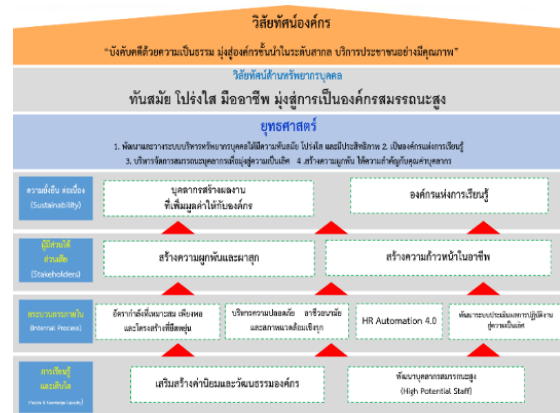 วิสัยทัศน์องค์กร
“บังคับคดีด้วยความเป็นธรรม มุ่งสู่องค์กรชั้นนำในระดับสากล บริการประชาชนอย่างมีคุณภาพ”
วิสัยทัศน์ด้านทรัพยากรบุคคล
ทันสมัย โปร่งใส มืออาชีพ มุ่งสู่การเป็นองค์กรสมรรถนะสูง
ยุทธศาสตร์
1. พัฒนาและวางระบบบริหารทรัพยากรบุคคลให้มีความทันสมัย โปร่งใส และมีประสิทธิภาพ 2. เป็นองค์กรแห่งการเรียนรู้
3. บริหารจัดการสมรรถนะบุคลากรเพื่อมุ่งสู่ความเป็นเลิศ 4. สร้างความผูกพัน ให้ความสำคัญกับคุณค่าบุคลากร
ความยั่งยืน ต่อเนื่อง
(Sustainability)
บุคลากรสร้างผลงาน
ที่เพิ่มมูลค่าให้กับองค์กร
องค์กรแห่งการเรียนรู้
ผู้มีส่วนได้
ส่วนเสีย
(Stakeholders)
สร้างความผูกพันและผาสุก
สร้างความก้าวหน้าในอาชีพ
กระบวนการภายใน
(Internal Process)
อัตรากำลังที่เหมาะสม เพียงพอ
และโครงสร้างที่ยืดหยุ่น
บริหารความปลอดภัย อาชีวอนามัย
และสภาพแวดล้อมเชิงรุก
HR Automation 4.0
พัฒนาระบบประเมินผลการปฏิบัติงาน
สู่ความเป็นเลิศ
การเรียนรู้
และเติบโต
เสริมสร้างค่านิยมและวัฒนธรรมองค์กร
พัฒนาบุคลากรสมรรถนะสูง
(High Potential Staff)